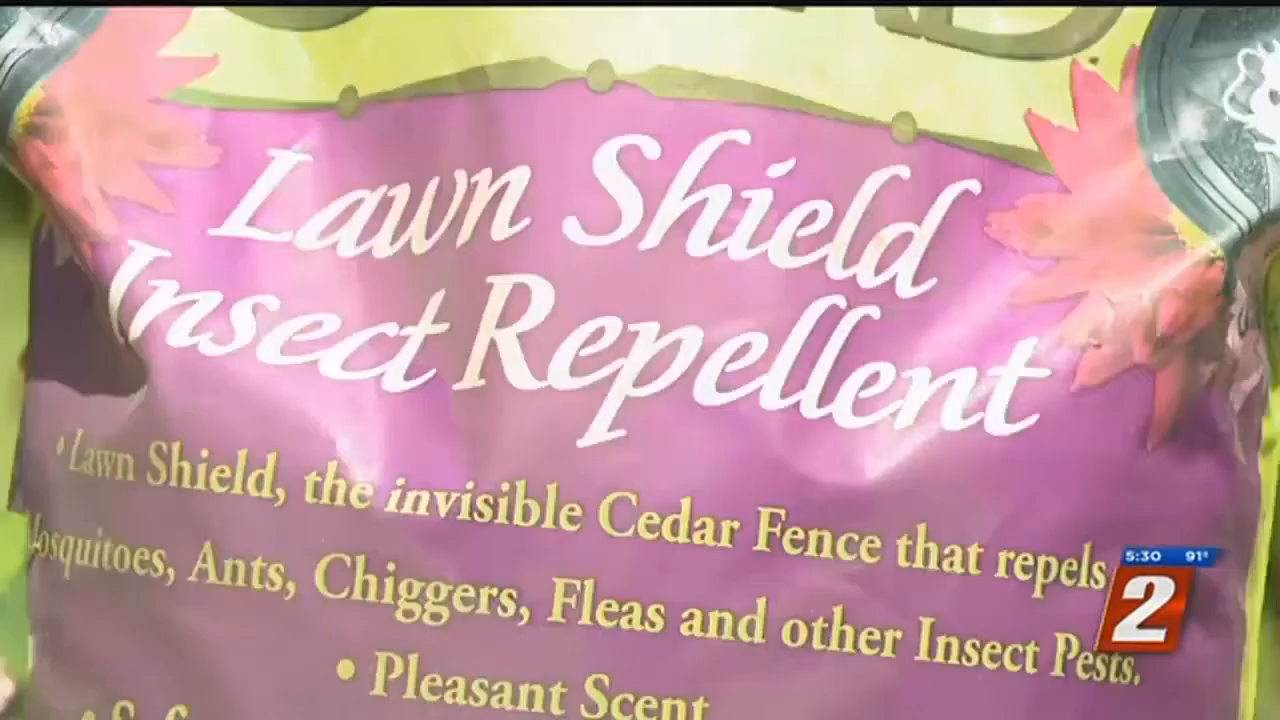 Lawn Shield
Insect Repellent
• Lawn Shield, the invisible Cedar Fence that repels
Mosquitoes, Ants, Chiggers, Fleas and other Insect Pests.
• Pleasant Scent
5:30 91°
2